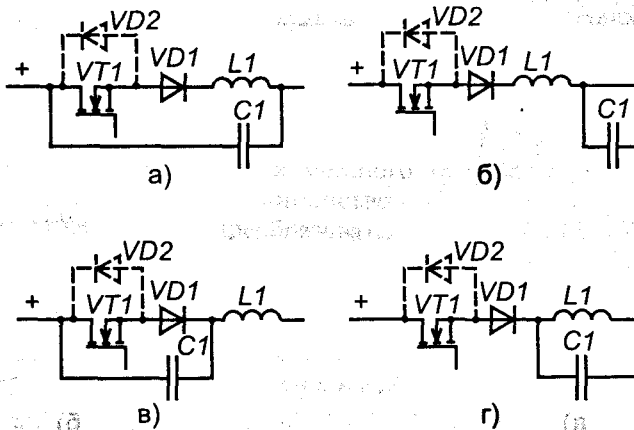 VD2
+ VT1 VD1 L1
C1
а)
VD2
+ VT1 VD1 L1
C1
б)
VD2
+ VT1 VD1 L1
C1
в)
VD2
+ VT1 VD1 L1
C1
г)